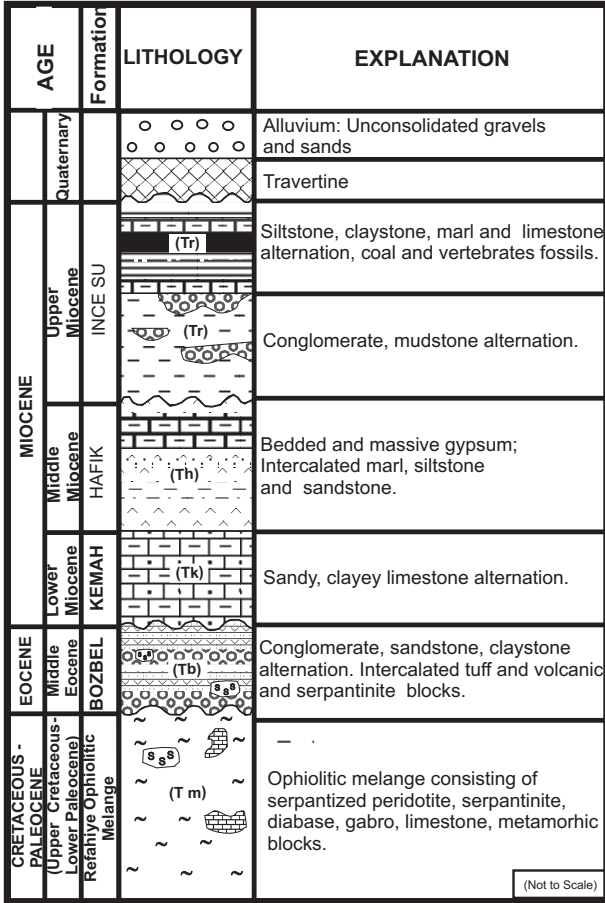 AGE
Formation
LITHOLOGY
EXPLANATION
Quaternary
Alluvium: Unconsolidated gravels
and sands
Travertine
MIOCENE
Upper
Miocene
INCE SU
(Tr)
Siltstone, claystone, marl and limestone
alternation, coal and vertebrates fossils.
(Tr)
Conglomerate, mudstone alternation.
Middle
Miocene
HAFIK
(Th)
Bedded and massive gypsum;
Intercalated marl, siltstone
and sandstone.
Lower
Miocene
KEMAH
(Tk)
Sandy, clayey limestone alternation.
EOCENE
Middle
Eocene
BOZBEL
s s s
(Tb)
s s s
Conglomerate, sandstone, claystone
alternation. Intercalated tuff and volcanic
and serpantinite blocks.
CRETACEOUS -
PALEOCENE
(Upper Cretaceous-
Lower Paleocene)
Refahiye Ophiolitic
Melange
s s s
(T m)
Ophiolitic melange consisting of
serpantized peridotite, serpantinite,
diabase, gabro, limestone, metamorhic
blocks.
(Not to Scale)